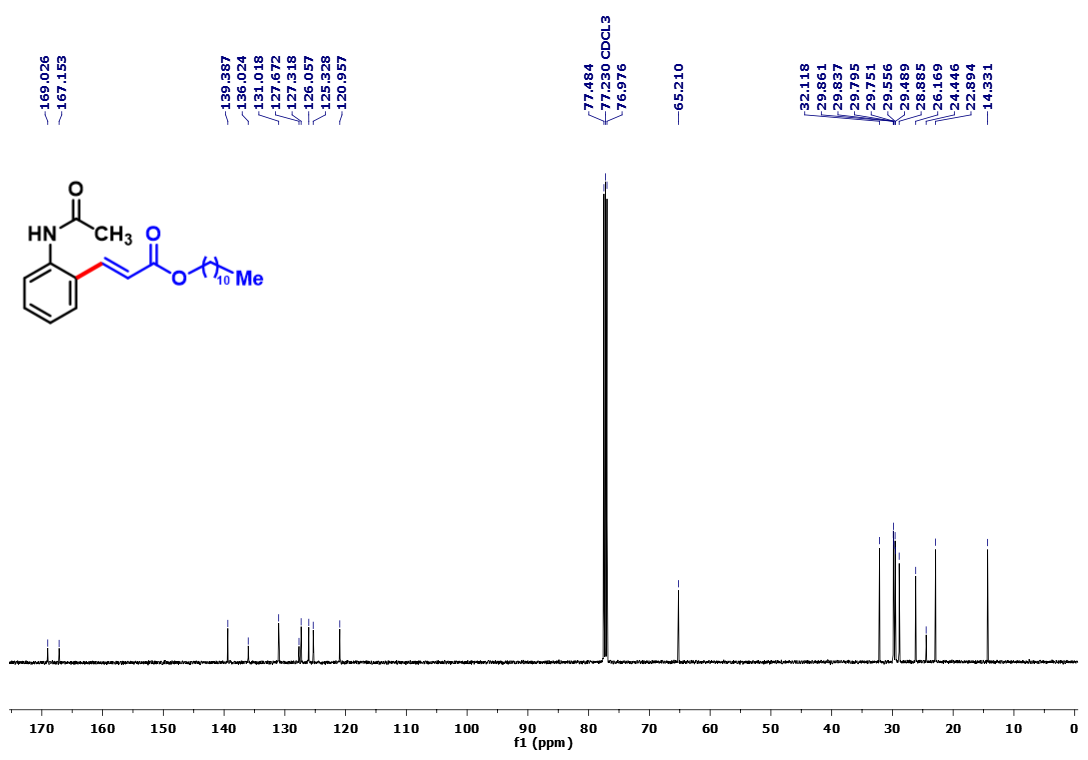 169.026
167.153
139.387
136.024
131.018
127.672
127.318
126.057
125.328
120.957
77.484
77.230 CDCL3
76.976
65.210
32.118
29.861
29.837
29.795
29.751
29.556
29.489
28.885
26.169
24.446
22.894
14.331
O
HN
CH3
O
O
( )10 Me
170 160 150 140 130 120 110 100 90 80 70 60 50 40 30 20 10 0
f1 (ppm)